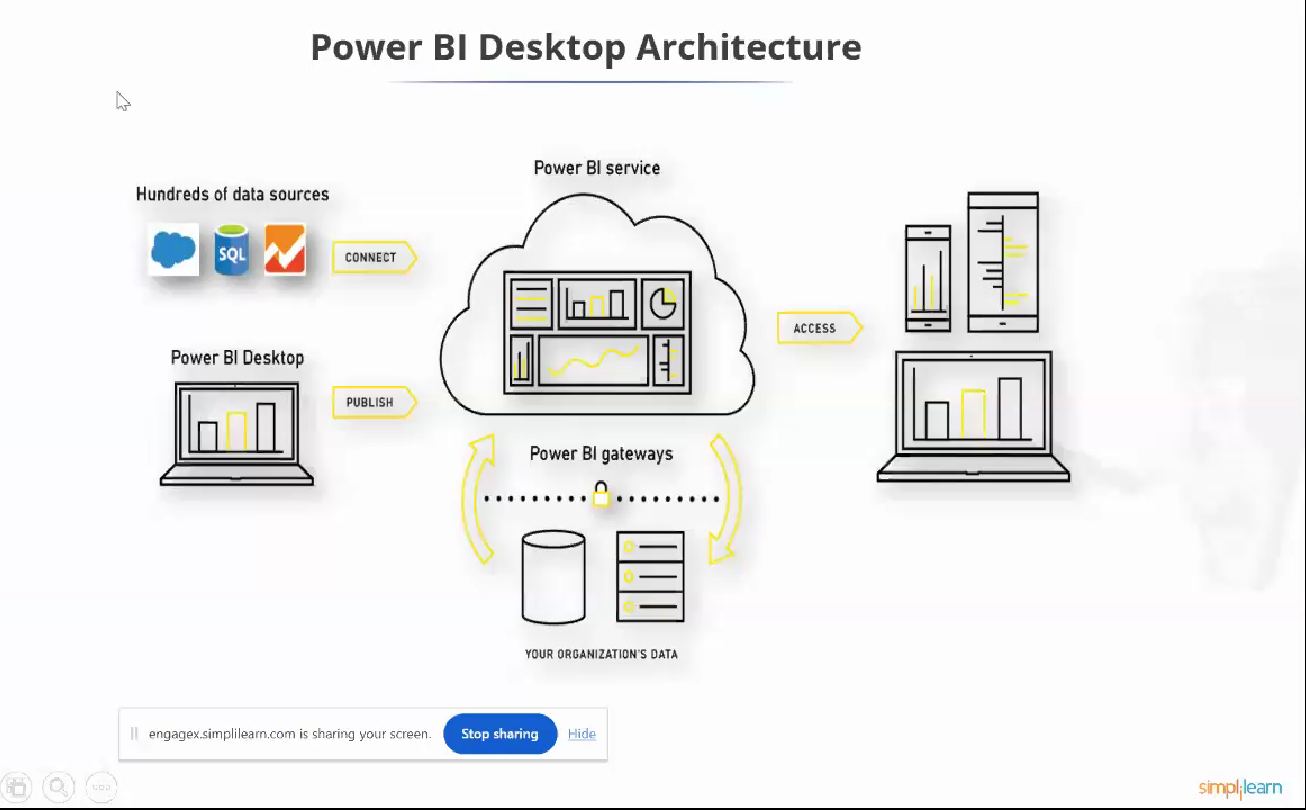 Power BI Desktop Architecture
Power BI service
Hundreds of data sources
SQL
CONNECT
ACCESS
Power BI Desktop
PUBLISH
Power BI gateways
YOUR ORGANIZATION'S DATA
engagex.simplilearn.com is sharing your screen.
Stop sharing
Hide
simplilearn